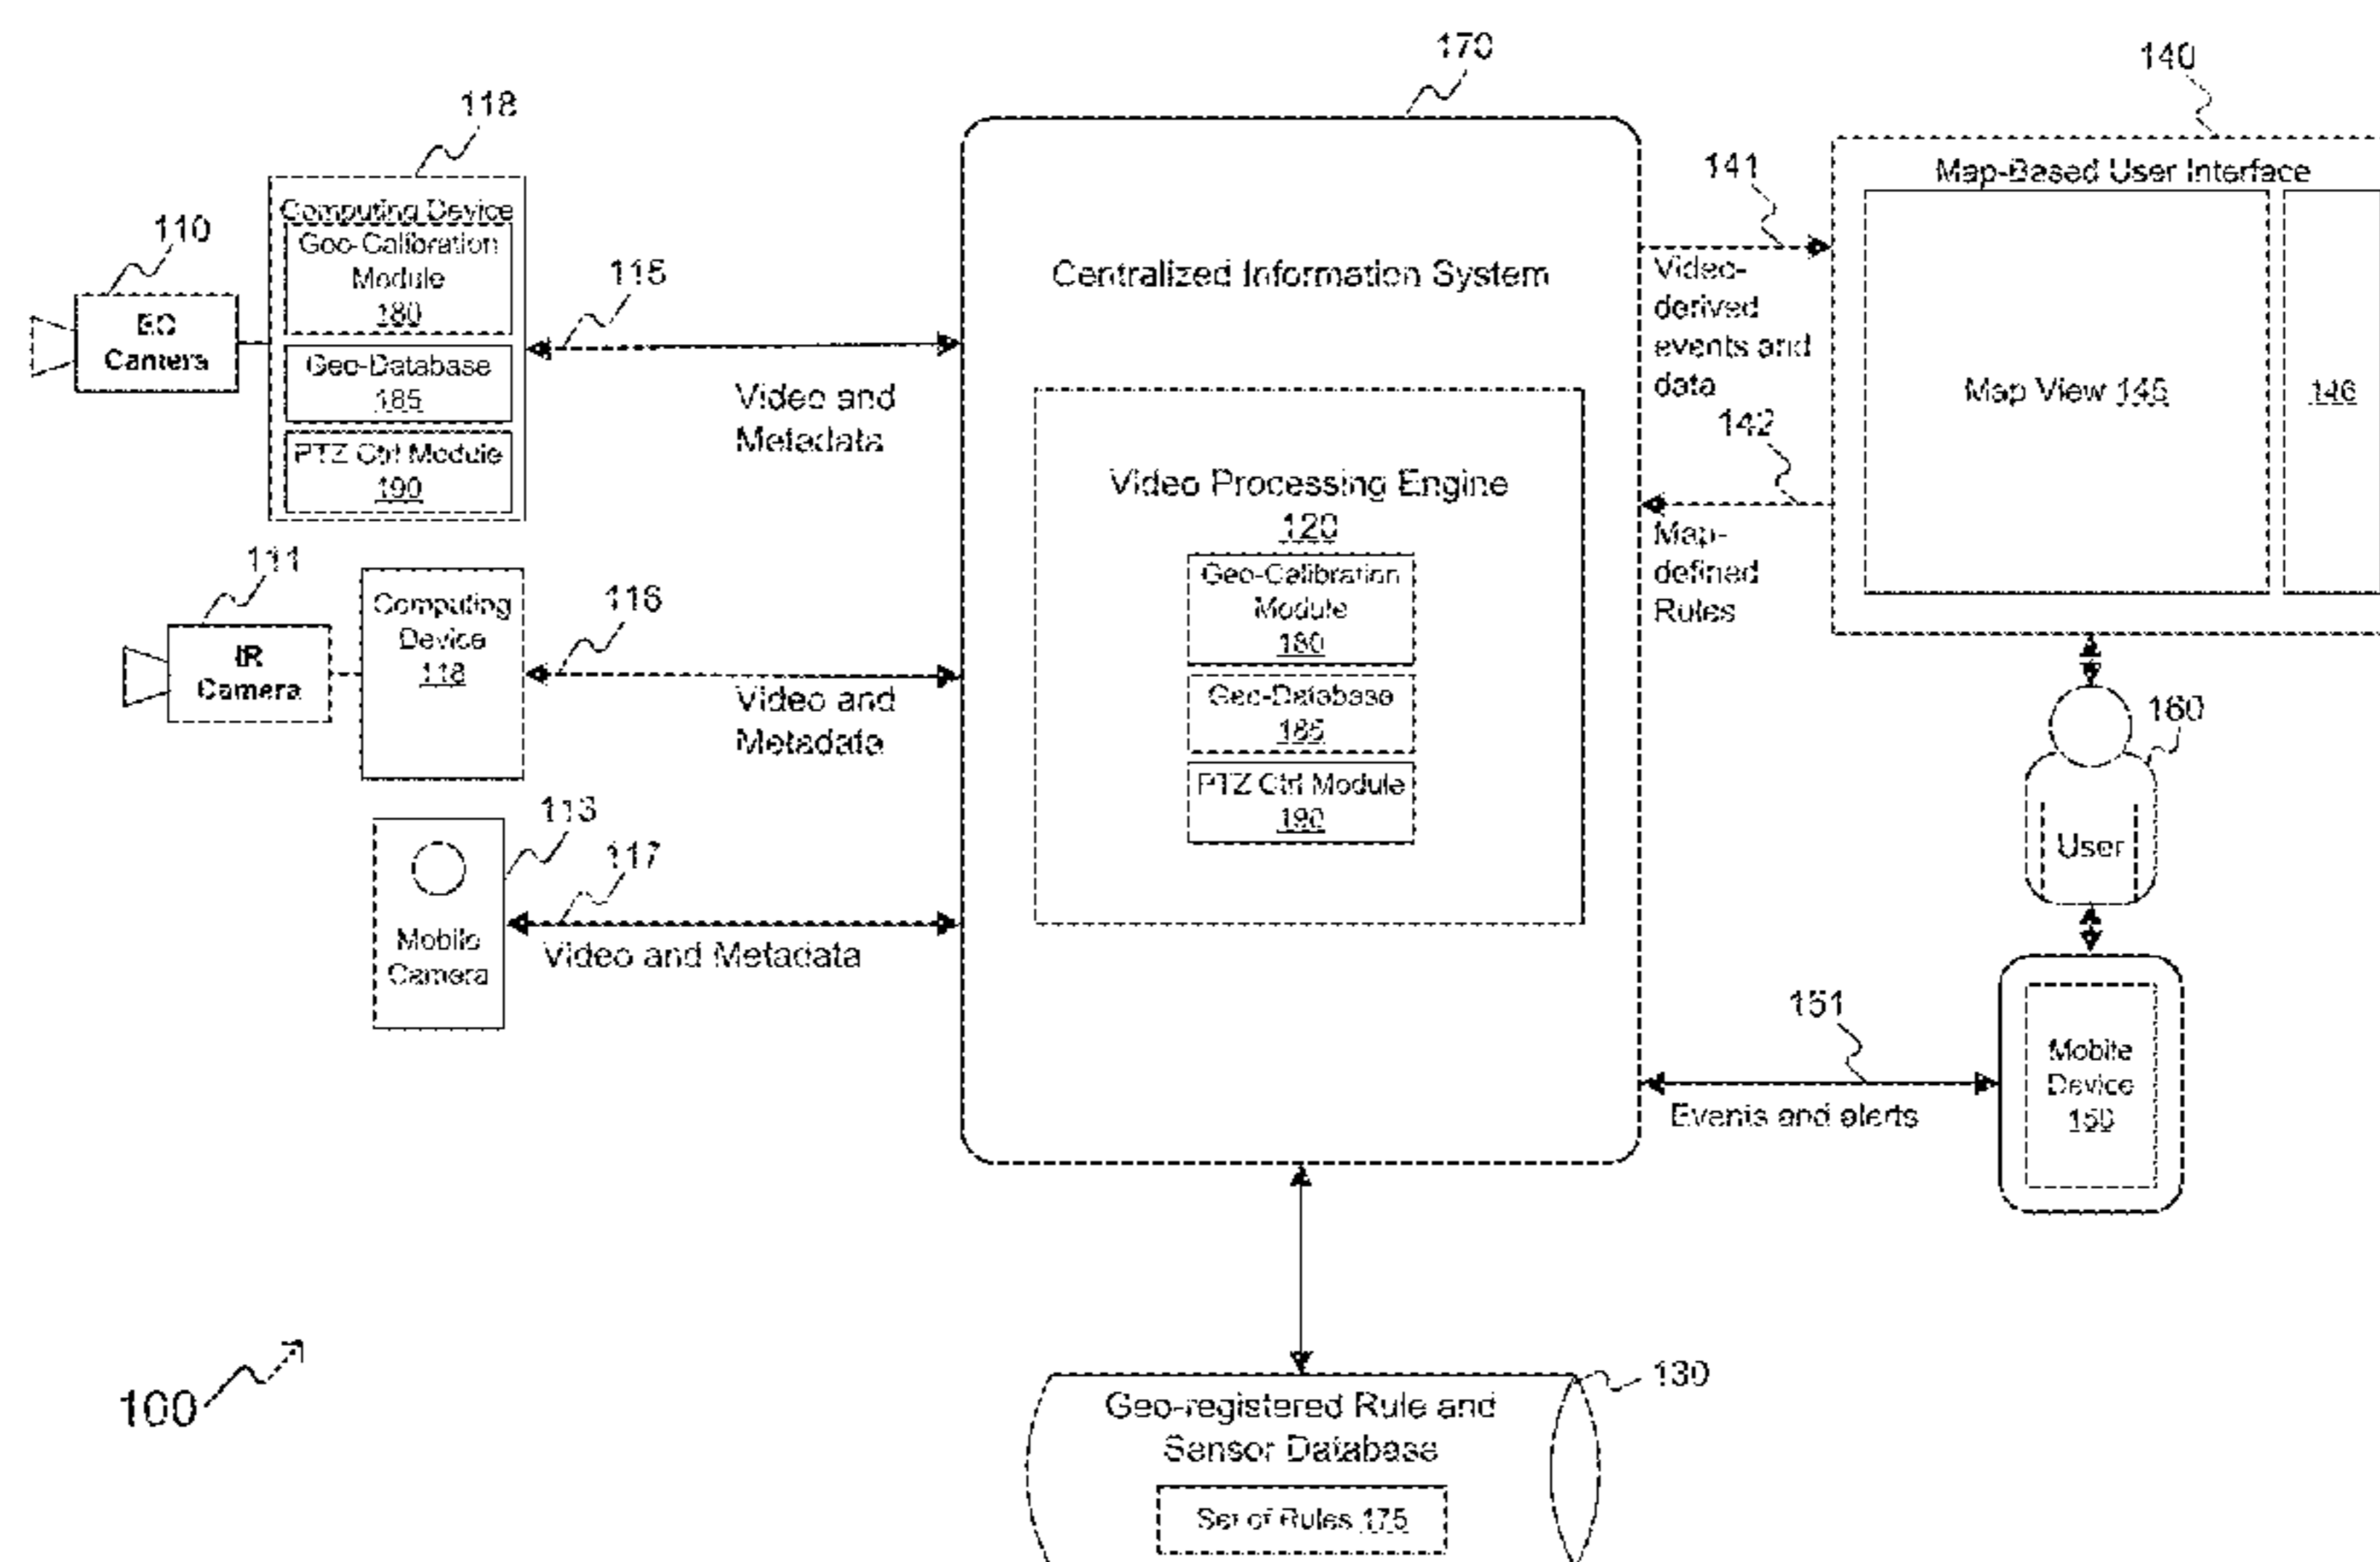 170
140
118
141
Map-Based User Interface
Computing Device
Geo-Calibration
Module
180
110
EO
Camera
115
Geo-Database
185
PTZ Ctrl Module
190
Video and
Metadata
Centralized Information System
Video-
derived
events and
data
Map View 145
146
142
Map-
defined
Rules
Video Processing Engine
120
Geo-Calibration
Module
180
Geo-Database
185
PTZ Ctrl Module
190
111
IR
Camera
Computing
Device
118
116
Video and
Metadata
160
User
113
117
Mobile
Camera
Video and Metadata
151
Events and alerts
Mobile
Device
150
100
130
Geo-registered Rule and
Sensor Database
Set of Rules 175